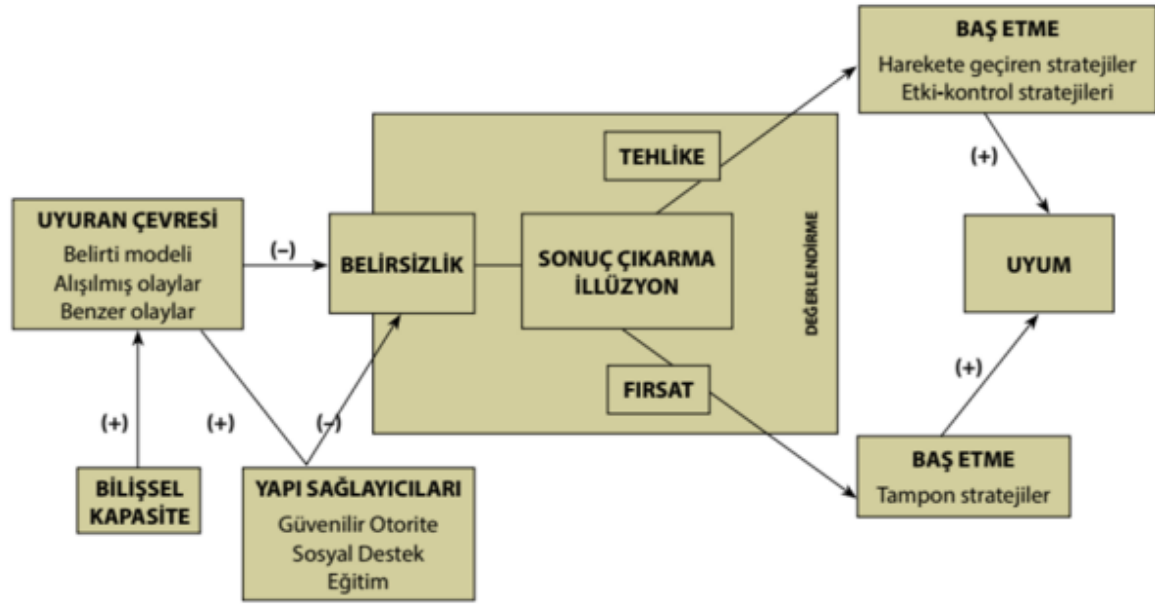 BAŞ ETME
Harekete geçiren stratejiler
Etki-kontrol stratejileri
(+)
TEHLİKE
UYURAN ÇEVRESİ
Belirti modeli
Alışılmış olaylar
Benzer olaylar
(–)
BELİRSİZLİK
SONUÇ ÇIKARMA
İLLÜZYON
DEĞERLENDİRME
UYUM
FIRSAT
(+)
(+)
(+)
(–)
BİLİŞSEL
KAPASİTE
YAPI SAĞLAYICILARI
Güvenilir Otorite
Sosyal Destek
Eğitim
BAŞ ETME
Tampon stratejiler